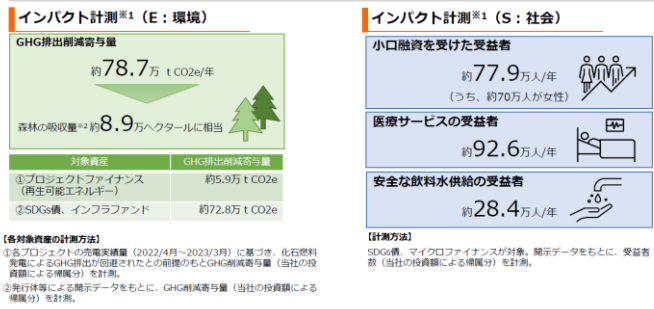 インパクト計測※1（E：環境）
GHG排出削減寄与量
約78.7万 t CO2e/年
森林の吸収量※2 約8.9万ヘクタールに相当
対象資産 GHG排出削減寄与量
①プロジェクトファイナンス
（再生可能エネルギー）
約5.9万 t CO2e
②SDGs債、インフラファンド 約72.8万 t CO2e
【各対象資産の計測方法】
①各プロジェクトの売電実績量（2022/4月～2023/3月）に基づき、化石燃料
発電によるGHG排出が回避されたとの前提のもとGHG削減寄与量（当社の投
資額による帰属分）を計測。
②発行体等による開示データをもとに、GHG削減寄与量（当社の投資額による
帰属分）を計測。
インパクト計測※1（S：社会）
小口融資を受けた受益者
約77.9万人/年
（うち、約70万人が女性）
医療サービスの受益者
約92.6万人/年
安全な飲料水供給の受益者
約28.4万人/年
【計測方法】
SDGs債、マイクロファイナンスが対象。開示データをもとに、受益者
数（当社の投資額による帰属分）を計測。